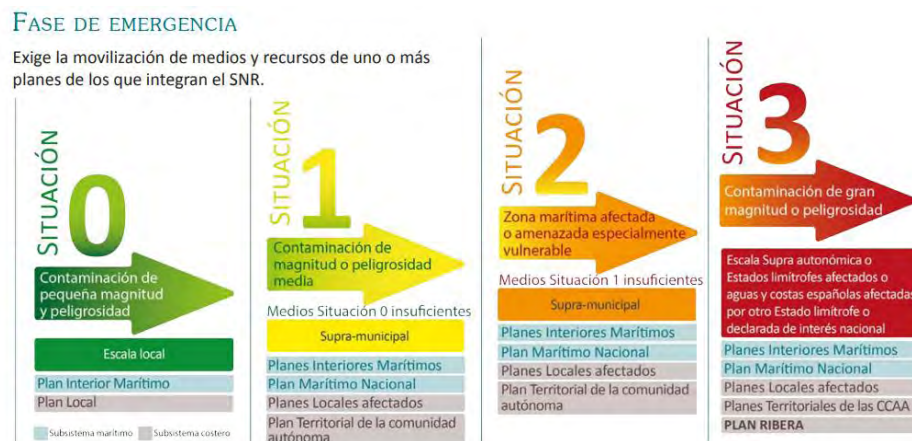 FASE DE EMERGENCIA
Exige la movilización de medios y recursos de uno o más
planes de los que integran el SNR.
SITUACIÓN
0
Contaminación de
pequeña magnitud
y peligrosidad
Escala local
Plan Interior Marítimo
Plan Local
Subsistema marítimo
Subsistema costero
SITUACIÓN
1
Contaminación de
magnitud o peligrosidad
media
Medios Situación 0 insuficientes
Supra-municipal
Planes Interiores Marítimos
Plan Marítimo Nacional
Planes Locales afectados
Plan Territorial de la comunidad
autónoma
SITUACIÓN
2
Zona marítima afectada
o amenazada especialmente
vulnerable
Medios Situación 1 insuficientes
Supra-municipal
Planes Interiores Marítimos
Plan Marítimo Nacional
Planes Locales afectados
Plan Territorial de la comunidad
autónoma
SITUACIÓN
3
Contaminación de gran
magnitud o peligrosidad
Escala Supra autonómica o
Estados limítrofes afectados o
aguas y costas españolas afectadas
por otro Estado limítrofe o
declarada de interés nacional
Planes Interiores Marítimos
Plan Marítimo Nacional
Planes Locales afectados
Planes Territoriales de las CCAA
PLAN RIBERA